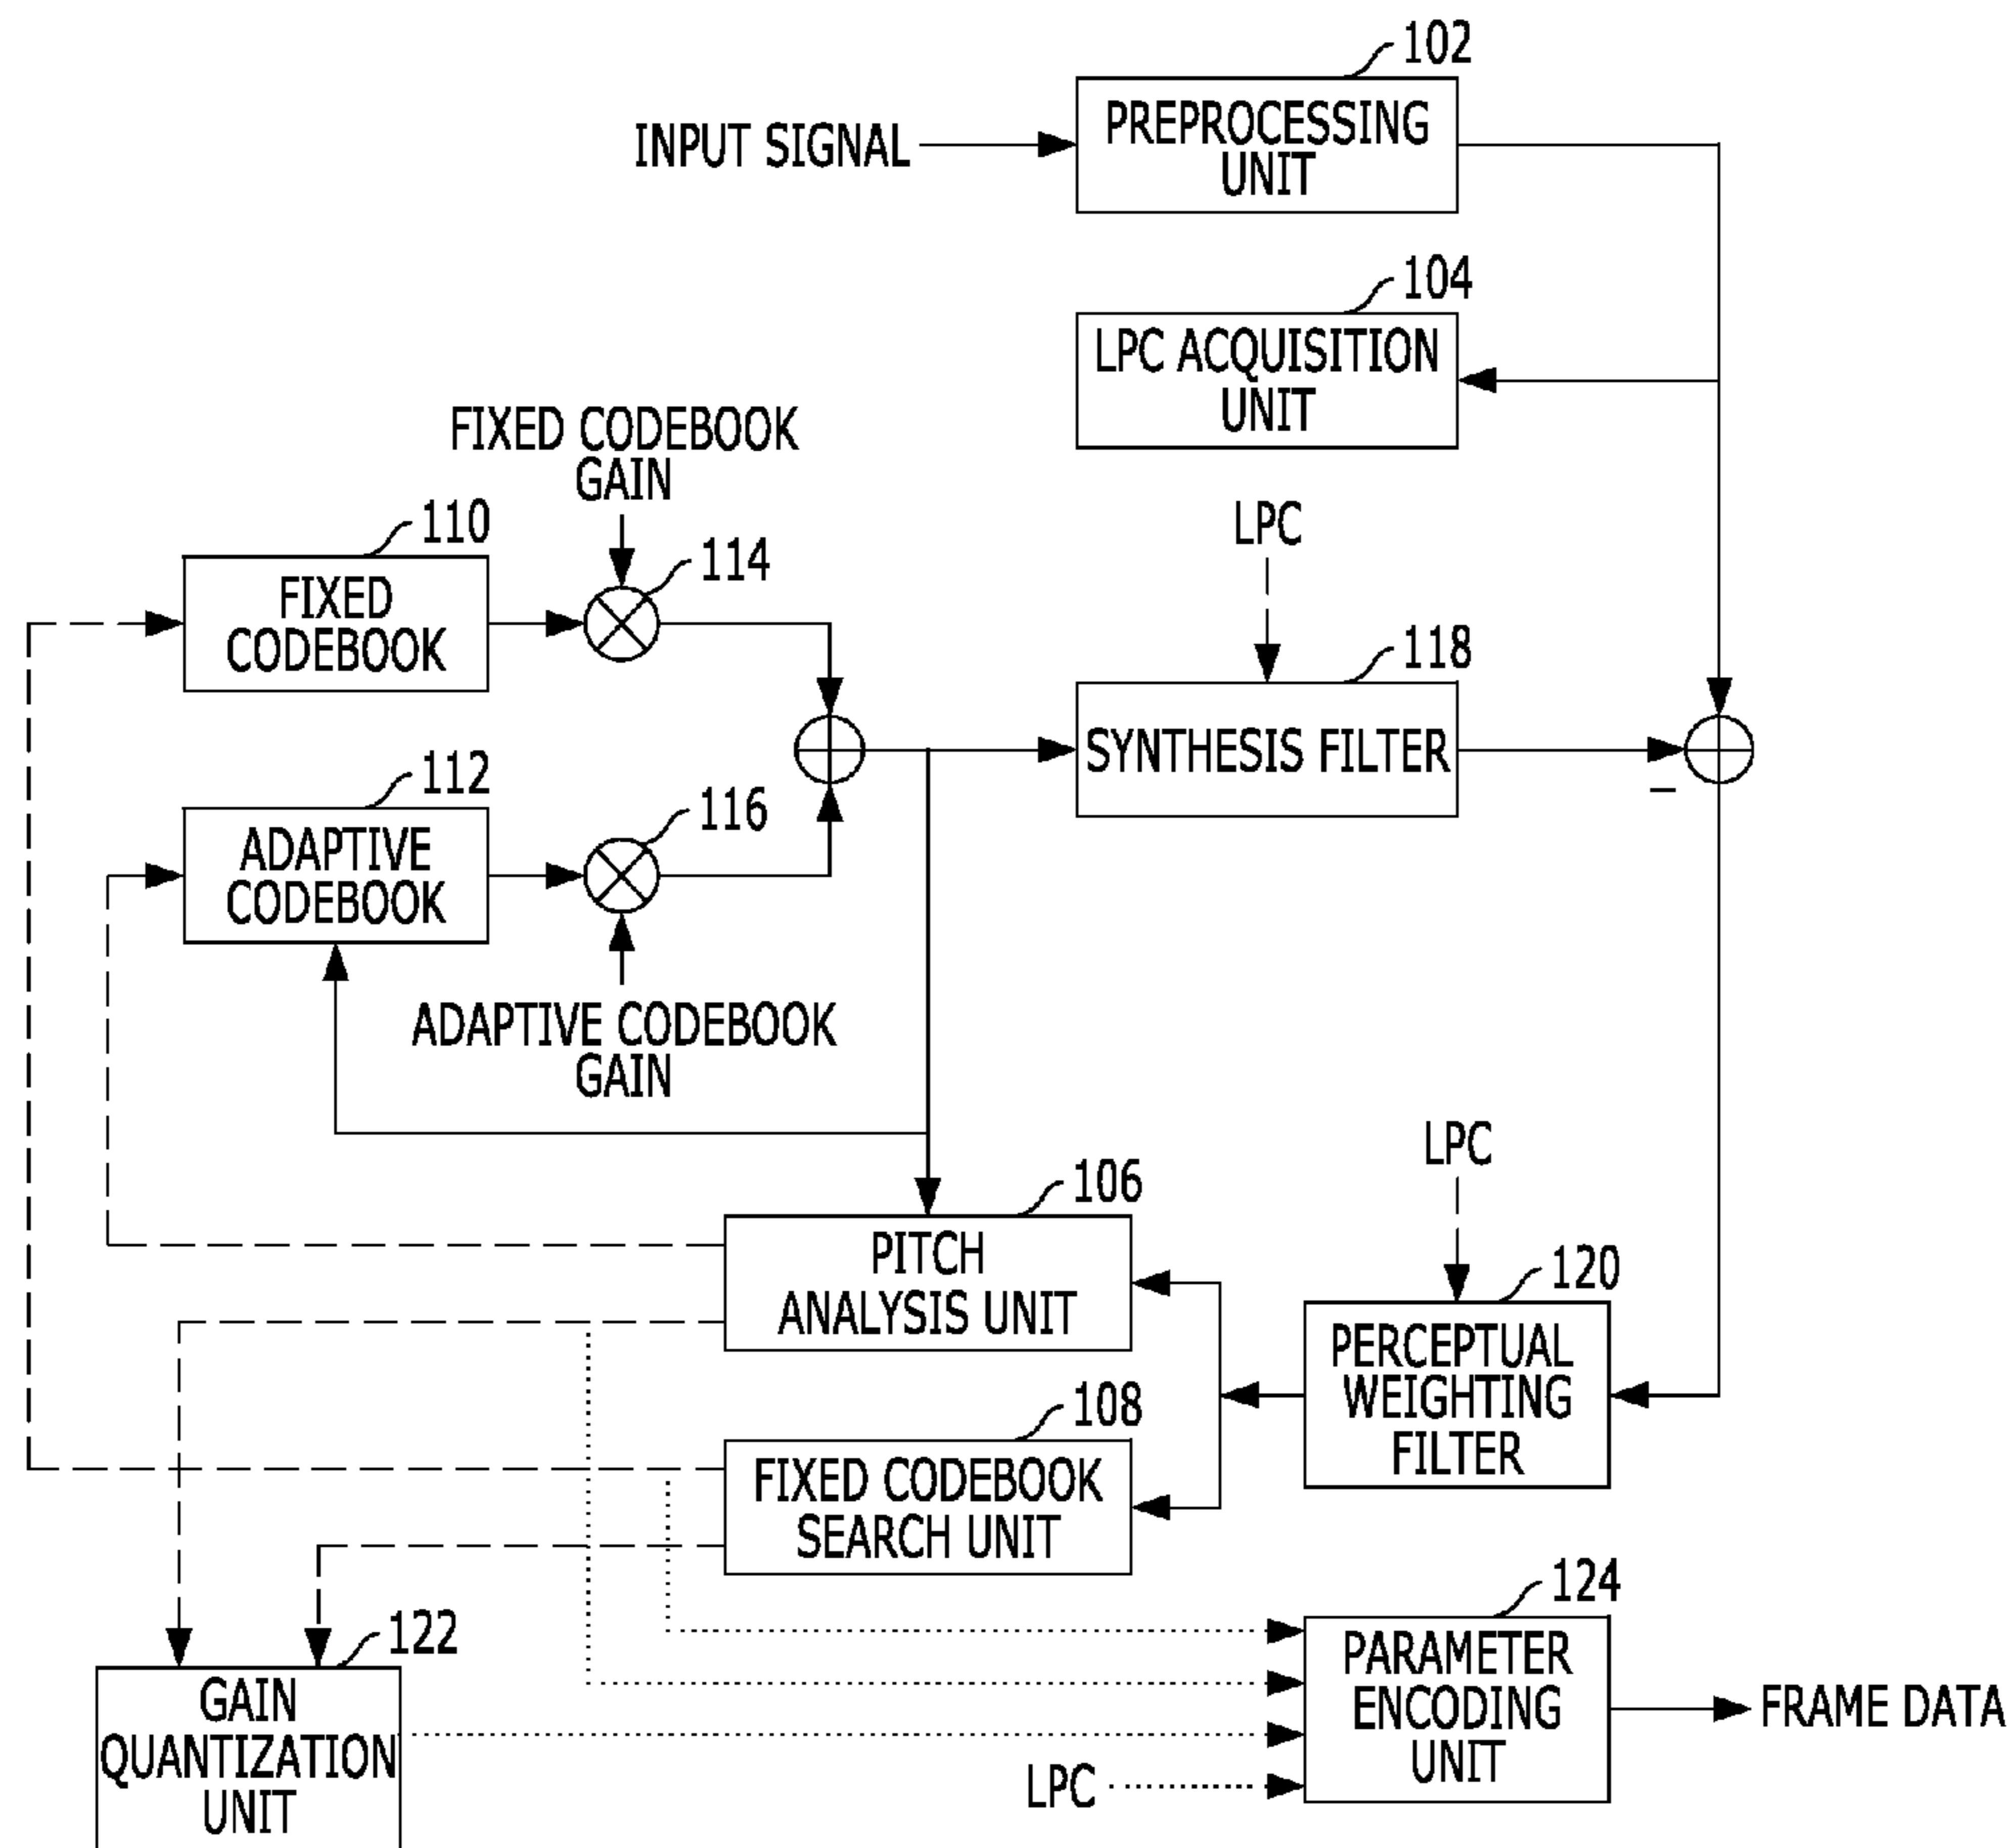 102
INPUT SIGNAL
PREPROCESSING
UNIT
104
LPC ACQUISITION
UNIT
FIXED CODEBOOK
GAIN
LPC
110
114
FIXED
CODEBOOK
118
SYNTHESIS FILTER
–
112
116
ADAPTIVE
CODEBOOK
ADAPTIVE CODEBOOK
GAIN
LPC
106
PITCH
ANALYSIS UNIT
120
PERCEPTUAL
WEIGHTING
FILTER
108
FIXED CODEBOOK
SEARCH UNIT
122
GAIN
QUANTIZATION
UNIT
124
PARAMETER
ENCODING
UNIT
FRAME DATA
LPC